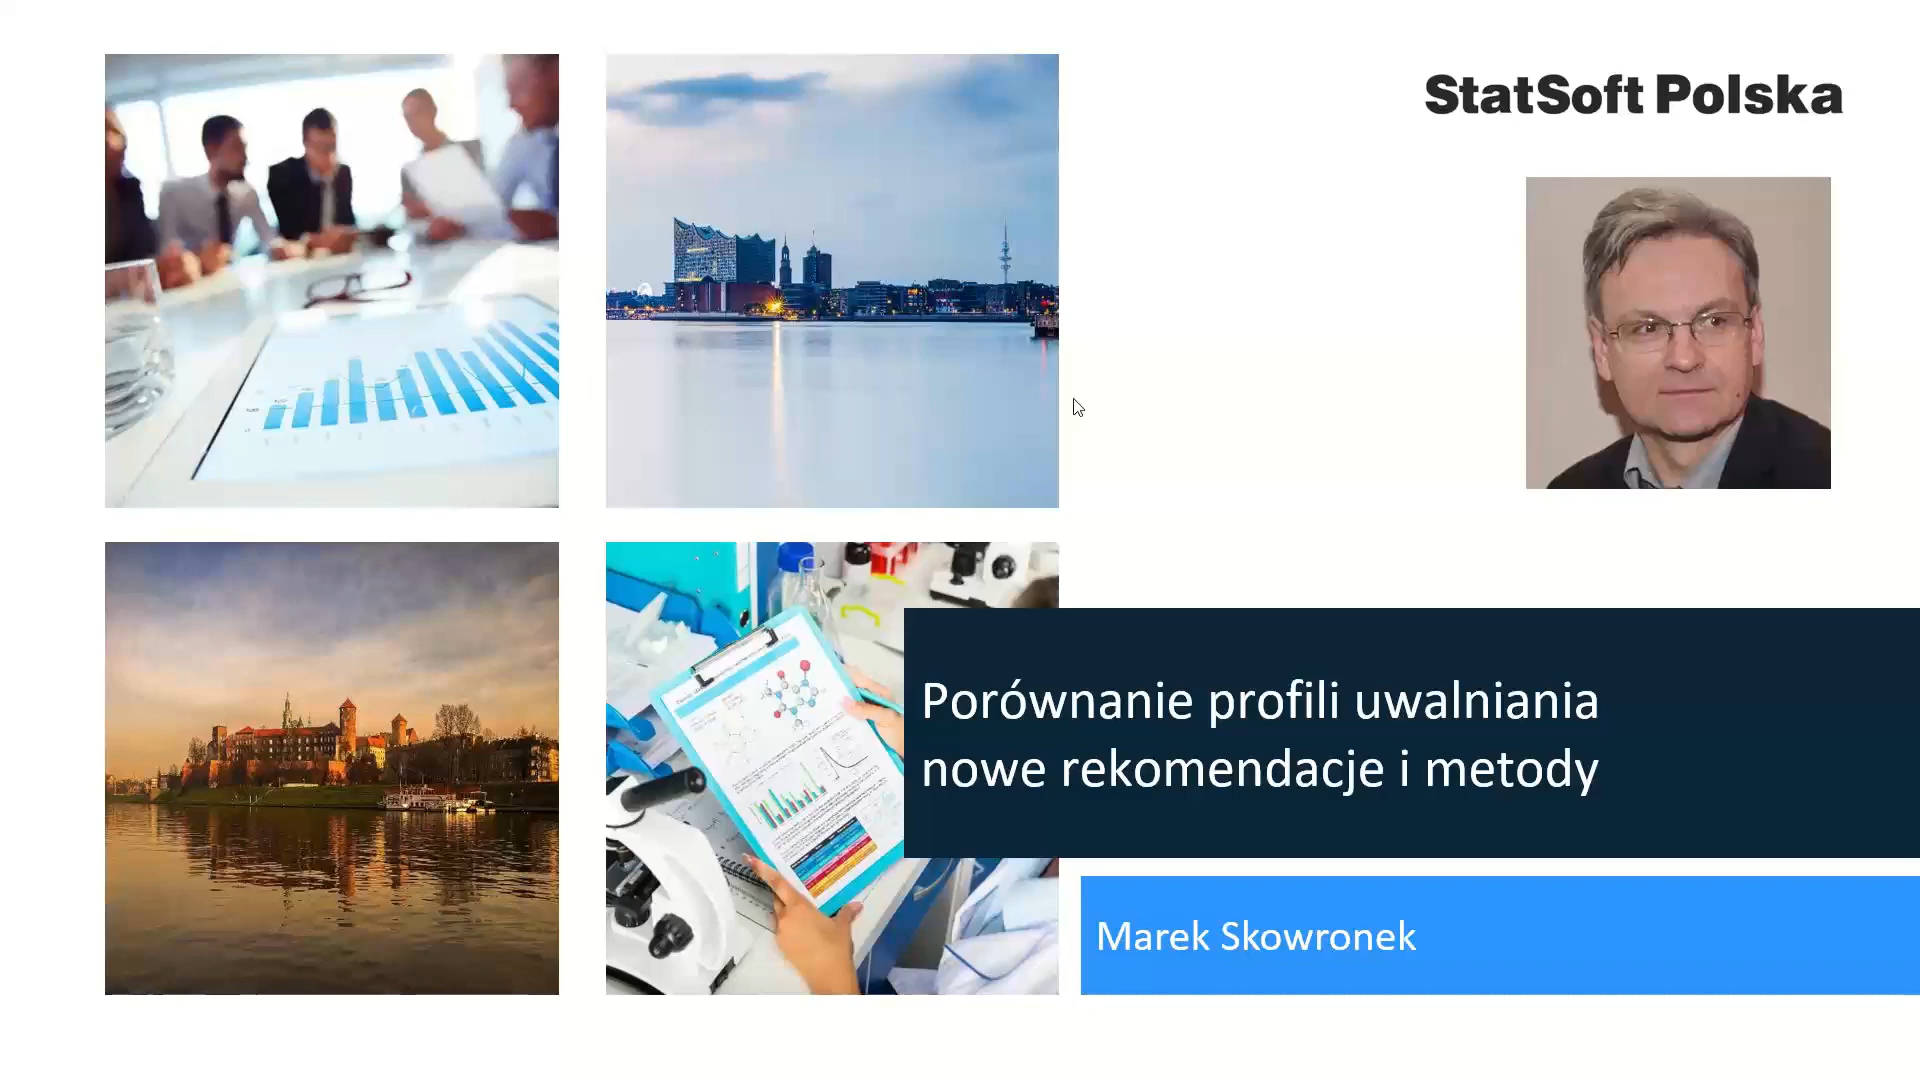 StatSoft Polska
Porównanie profili uwalniania
nowe rekomendacje i metody
Marek Skowronek